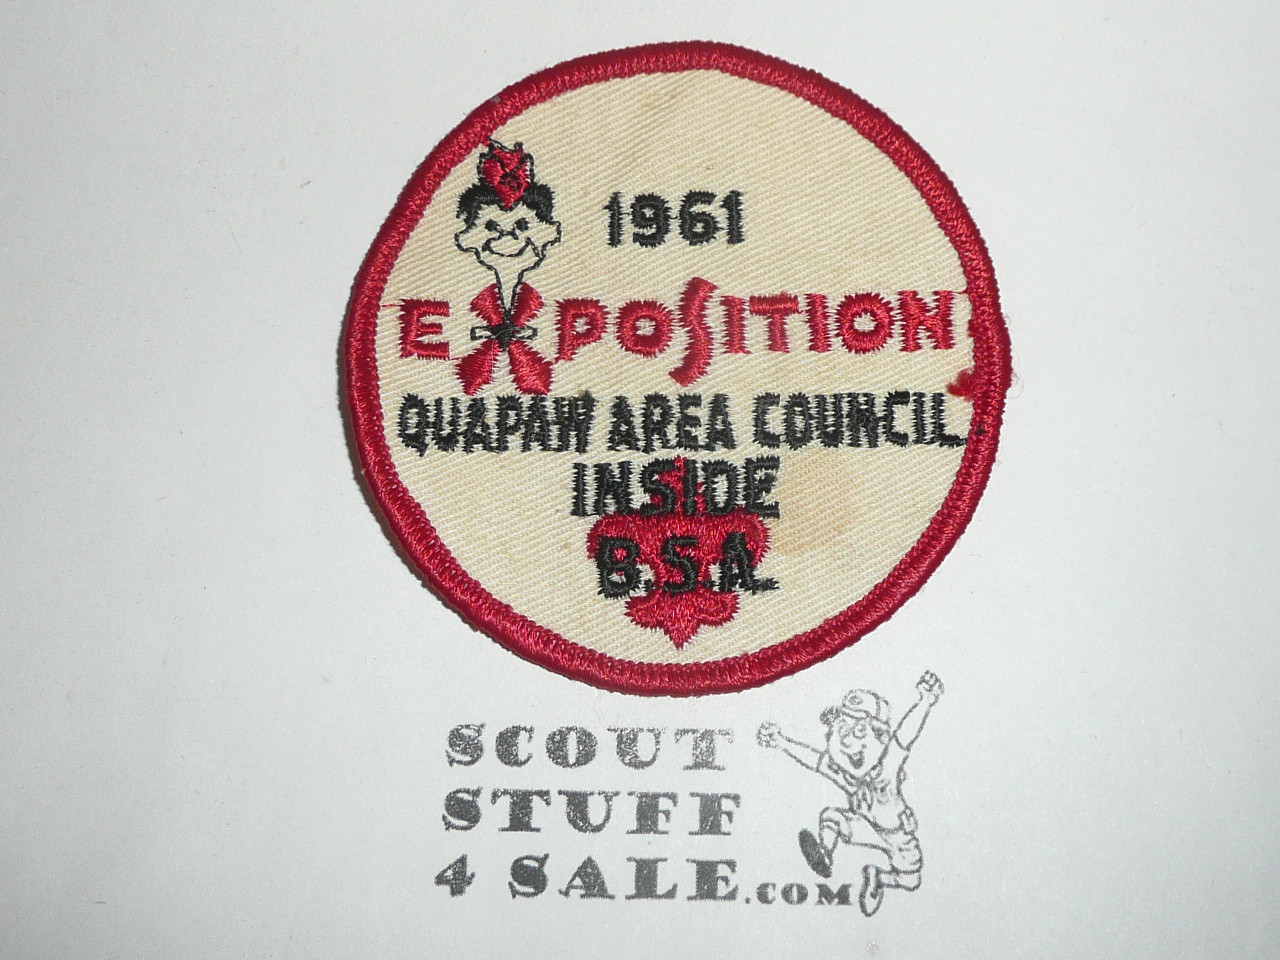 1961
EXPOSITION
QUAPAW AREA COUNCIL
INSIDE
B.S.A.
SCOUT
STUFF
4 SALE.COM